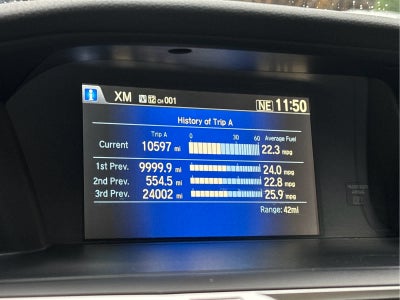 XM V 12 CH 001 NE 11:50
History of Trip A
Trip A 0 30 60 Average Fuel
Current 10597 mi 22.3 mpg
1st Prev. 9999.9 mi 24.0 mpg
2nd Prev. 554.5 mi 22.8 mpg
3rd Prev. 24002 mi 25.9 mpg
Range: 42mi